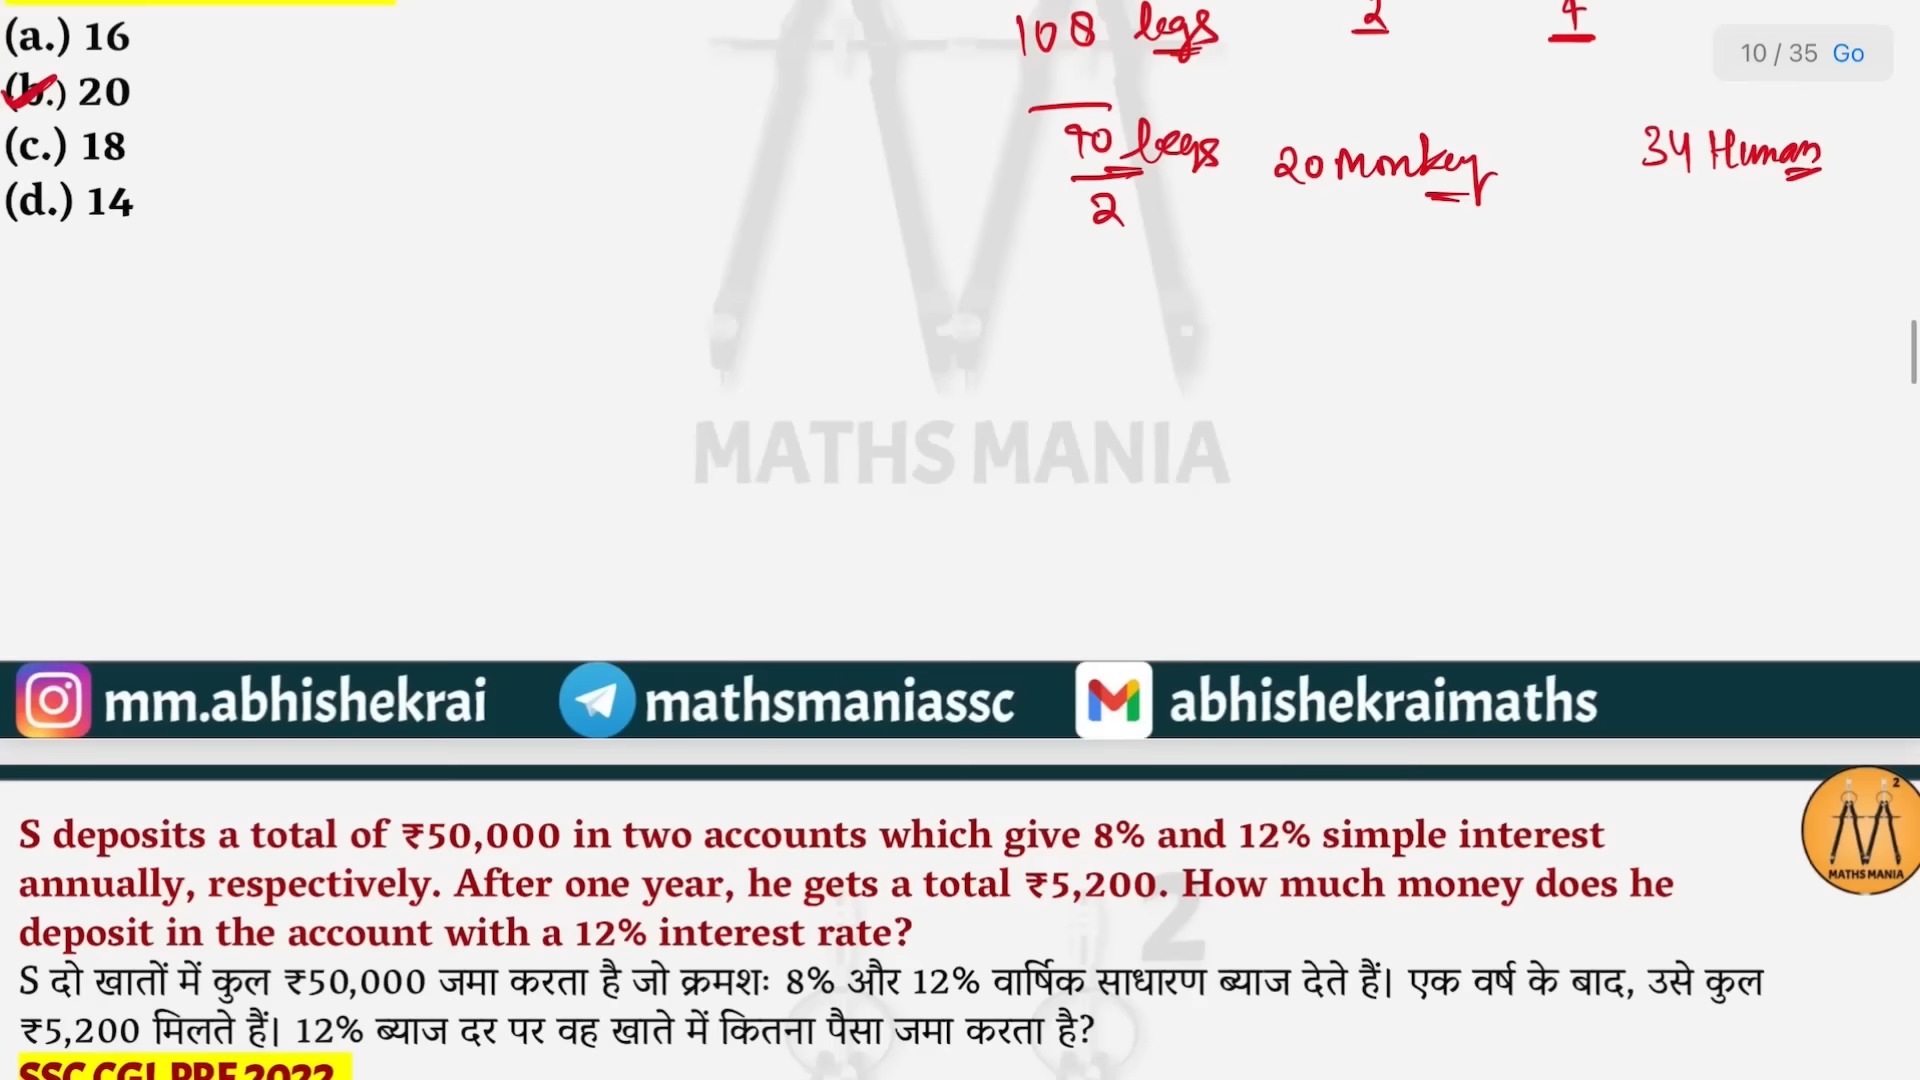 (a.) 16
(b.) 20
(c.) 18
(d.) 14
108 legs 2 4
40 legs 20 Monkey 34 Human
2
10 / 35 Go
MATHS MANIA
mm.abhishekrai mathsmaniassc abhishekraimaths
2
MATHS MANIA
S deposits a total of ₹50,000 in two accounts which give 8% and 12% simple interest
annually, respectively. After one year, he gets a total ₹5,200. How much money does he
deposit in the account with a 12% interest rate?
2
S दो खातों में कुल ₹50,000 जमा करता है जो क्रमशः 8% और 12% वार्षिक साधारण ब्याज देते हैं। एक वर्ष के बाद, उसे कुल
₹5,200 मिलते हैं। 12% ब्याज दर पर वह खाते में कितना पैसा जमा करता है?
SSC CGL PRE 2022